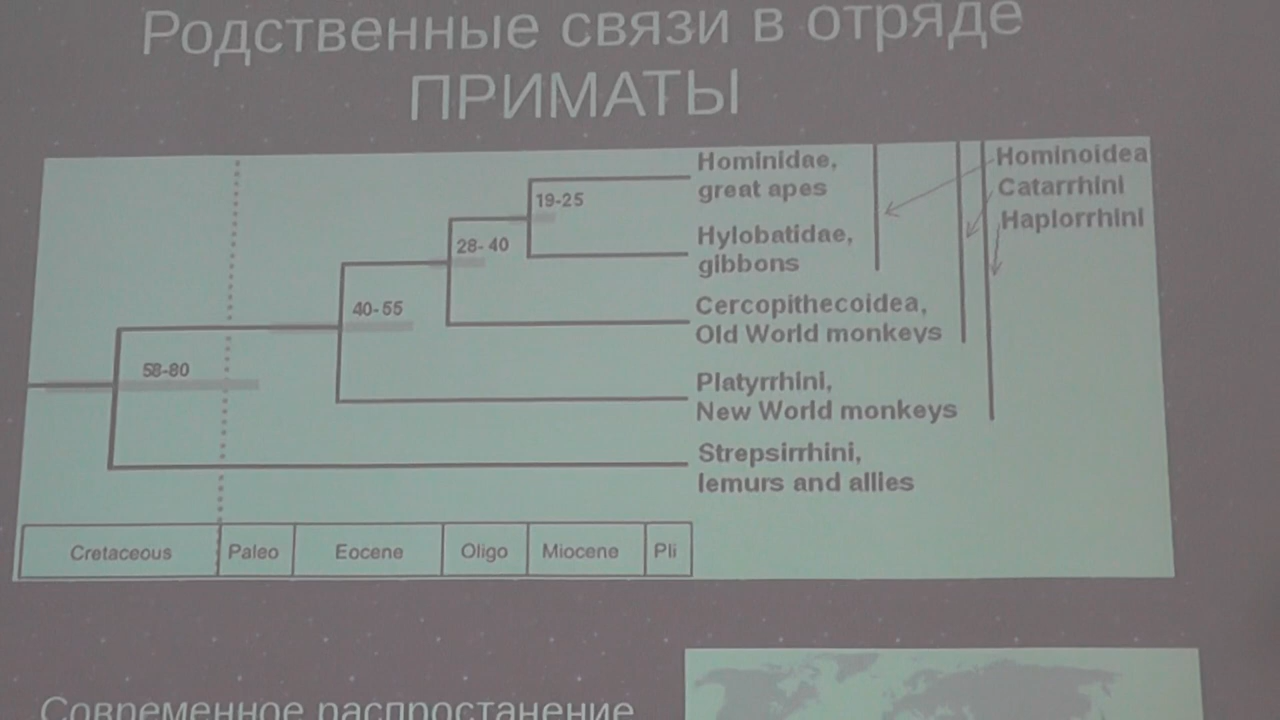 Родственные связи в отряде
ПРИМАТЫ
Hominidae,
great apes
Hylobatidae,
gibbons
Cercopithecoidea,
Old World monkeys
Platyrrhini,
New World monkeys
Strepsirrhini,
lemurs and allies
Hominoidea
Catarrhini
Haplorrhini
19-25
28- 40
40-55
58-80
Cretaceous
Paleo
Eocene
Oligo
Miocene
Pli
Современное распростанение